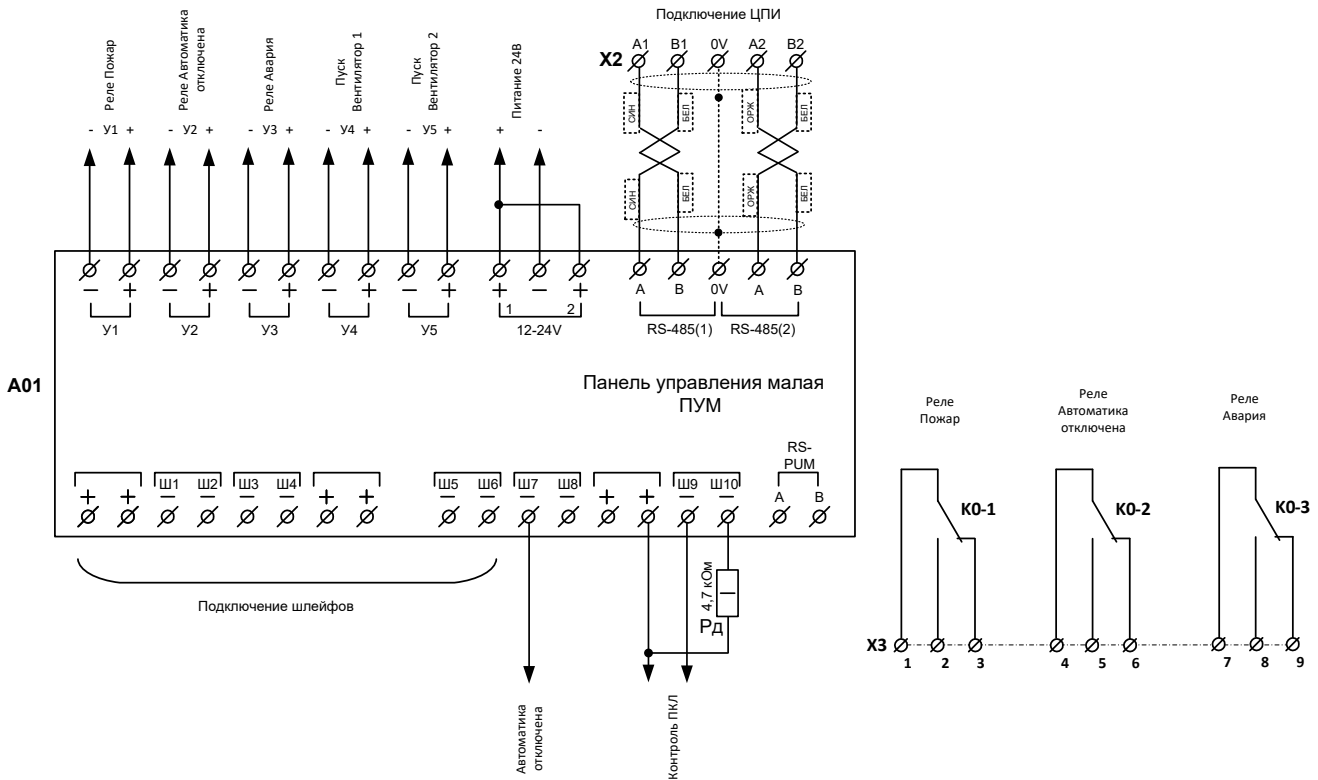 Подключение ЦПИ
X2
A1 B1 0V A2 B2
Реле Пожар
Реле Автоматика
отключена
Реле Авария
Пуск
Вентилятор 1
Пуск
Вентилятор 2
Питание 24В
- У1 + - У2 + - У3 + - У4 + - У5 + + -
СИН БЕЛ ОРЖ БЕЛ
СИН БЕЛ ОРЖ БЕЛ
− + − + − + − + − + + − + A B 0V A B
1 2
У1 У2 У3 У4 У5 12-24V RS-485(1) RS-485(2)
A01
Панель управления малая
ПУМ
RS-
PUM
Ш1 Ш2 Ш3 Ш4 Ш5 Ш6 Ш7 Ш8 Ш9 Ш10
+ + − − − − + + − − − − + + − − A B
Подключение шлейфов
4,7 кОм
Рд
Автоматика
отключена
Контроль ПКЛ
Реле
Пожар
Реле
Автоматика
отключена
Реле
Авария
K0-1 K0-2 K0-3
X3
1 2 3 4 5 6 7 8 9